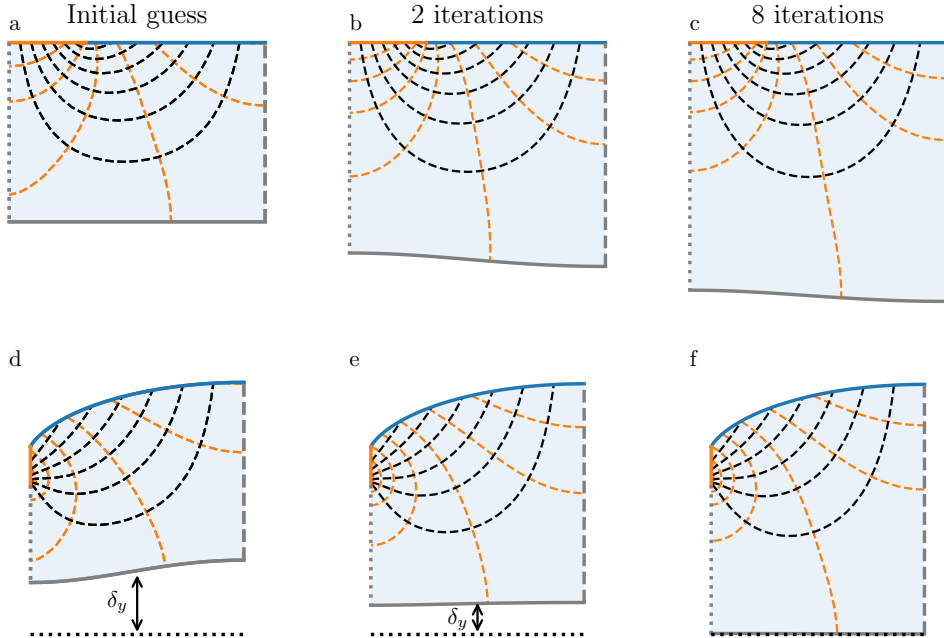 Initial guess
2 iterations
8 iterations
a
b
c
d
e
f
δy
δy